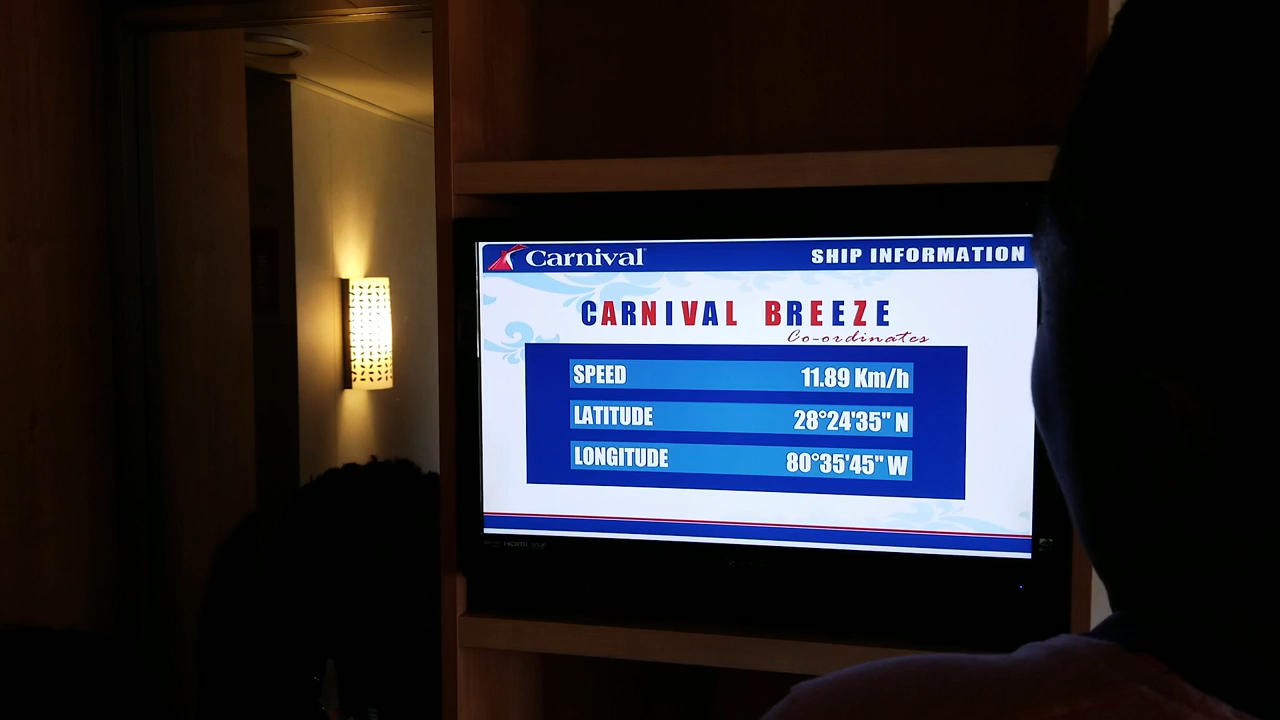 Carnival
SHIP INFORMATION
CARNIVAL BREEZE
Co-ordinates
SPEED 11.89 Km/h
LATITUDE 28°24'35" N
LONGITUDE 80°35'45" W
HDMI